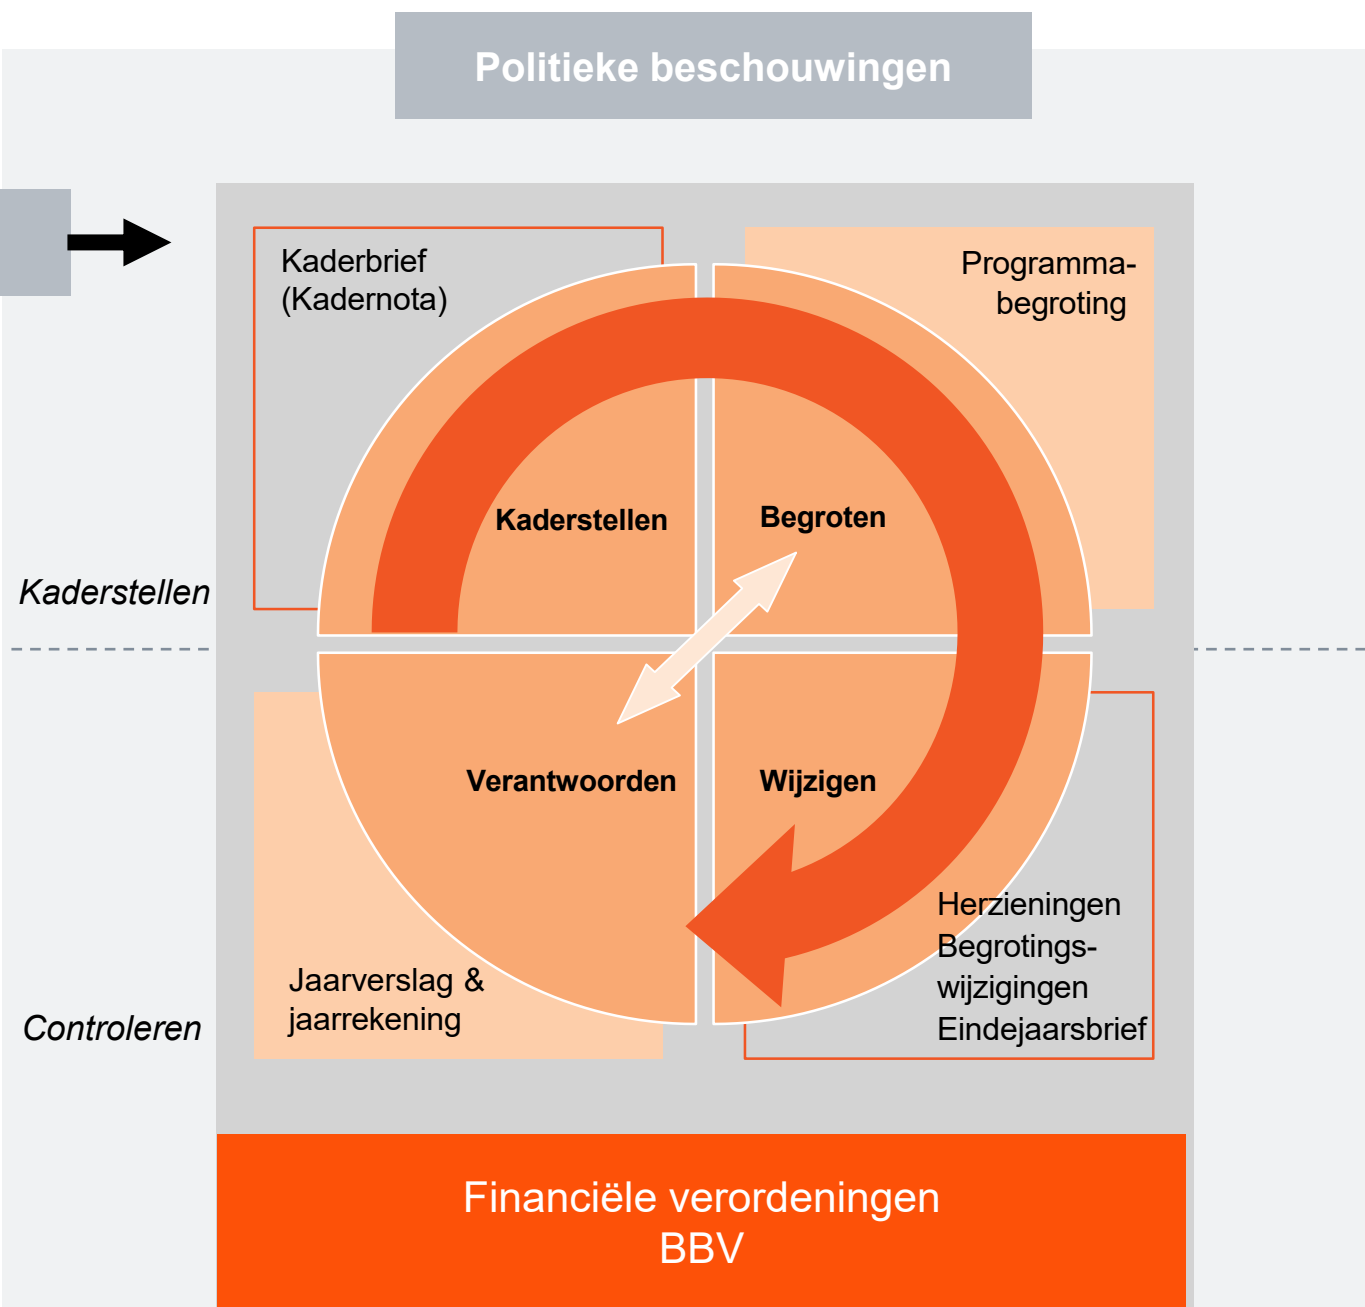 Politieke beschouwingen
Kaderbrief
(Kadernota)
Programma-
begroting
Kaderstellen
Begroten
Kaderstellen
Verantwoorden
Wijzigen
Herzieningen
Begrotings-
wijzigingen
Eindejaarsbrief
Jaarverslag &
jaarrekening
Controleren
Financiële verordeningen
BBV